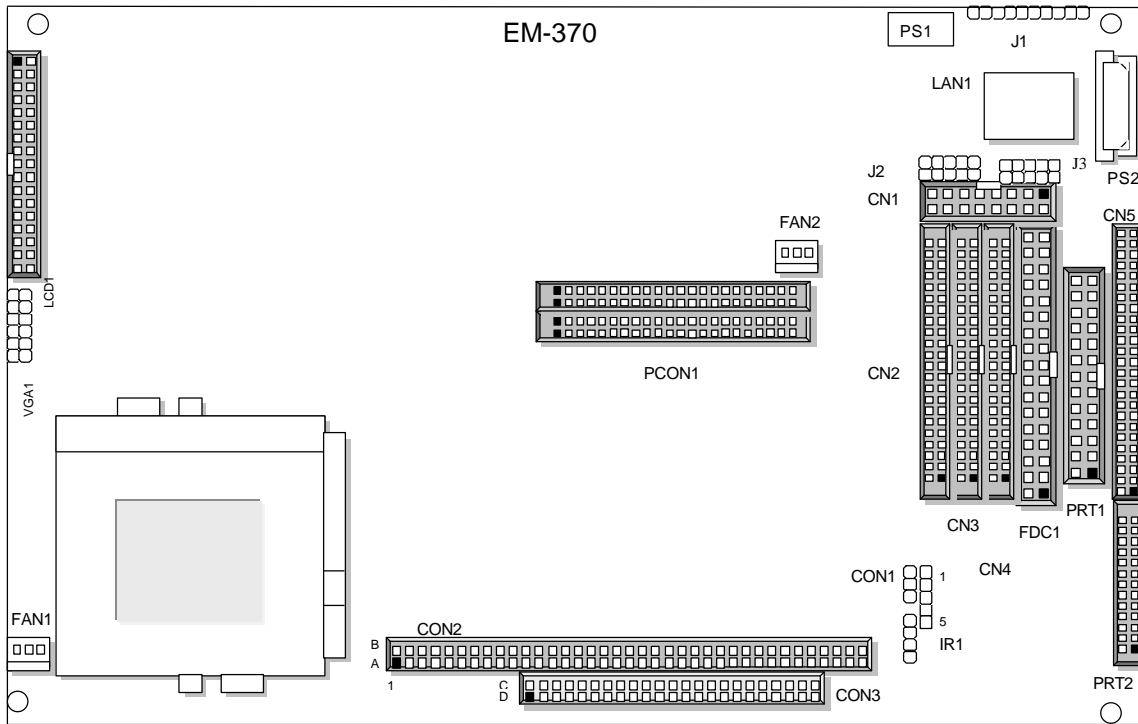 EM-370
PS1
J1
LAN1
J2
J3
PS2
CN1
CN5
FAN2
LCD1
PCON1
CN2
VGA1
PRT1
CN3
FDC1
CN4
CON1
1
5
IR1
FAN1
CON2
B
A
1
C
D
CON3
PRT2